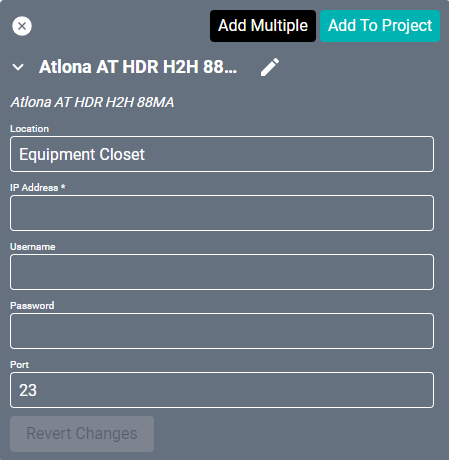 Add Multiple
Add To Project
Atlona AT HDR H2H 88...
Atlona AT HDR H2H 88MA
Location
Equipment Closet
IP Address *
Username
Password
Port
23
Revert Changes